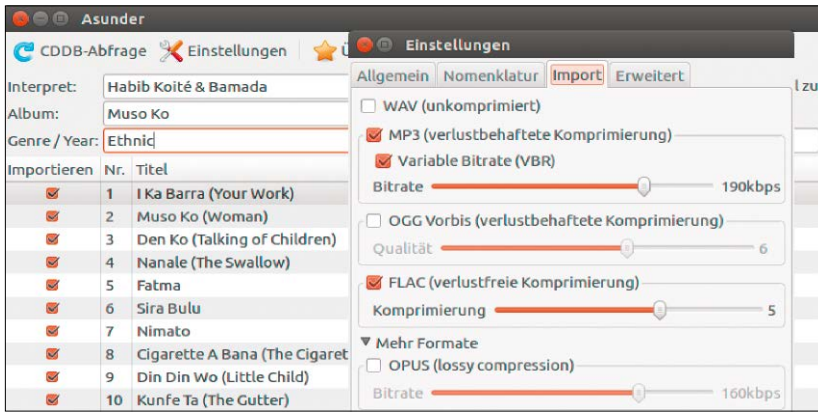 Asunder
CDDB-Abfrage Einstellungen Ü
Interpret: Habib Koité & Bamada
Album: Muso Ko
Genre / Year: Ethnic
Importieren Nr. Titel
1 I Ka Barra (Your Work)
2 Muso Ko (Woman)
3 Den Ko (Talking of Children)
4 Nanale (The Swallow)
5 Fatma
6 Sira Bulu
7 Nimato
8 Cigarette A Bana (The Cigaret
9 Din Din Wo (Little Child)
10 Kunfe Ta (The Gutter)
Einstellungen
Allgemein Nomenklatur Import Erweitert
WAV (unkomprimiert)
MP3 (verlustbehaftete Komprimierung)
Variable Bitrate (VBR)
Bitrate 190kbps
OGG Vorbis (verlustbehaftete Komprimierung)
Qualität 6
FLAC (verlustfreie Komprimierung)
Komprimierung 5
Mehr Formate
OPUS (lossy compression)
Bitrate 160kbps
l zu